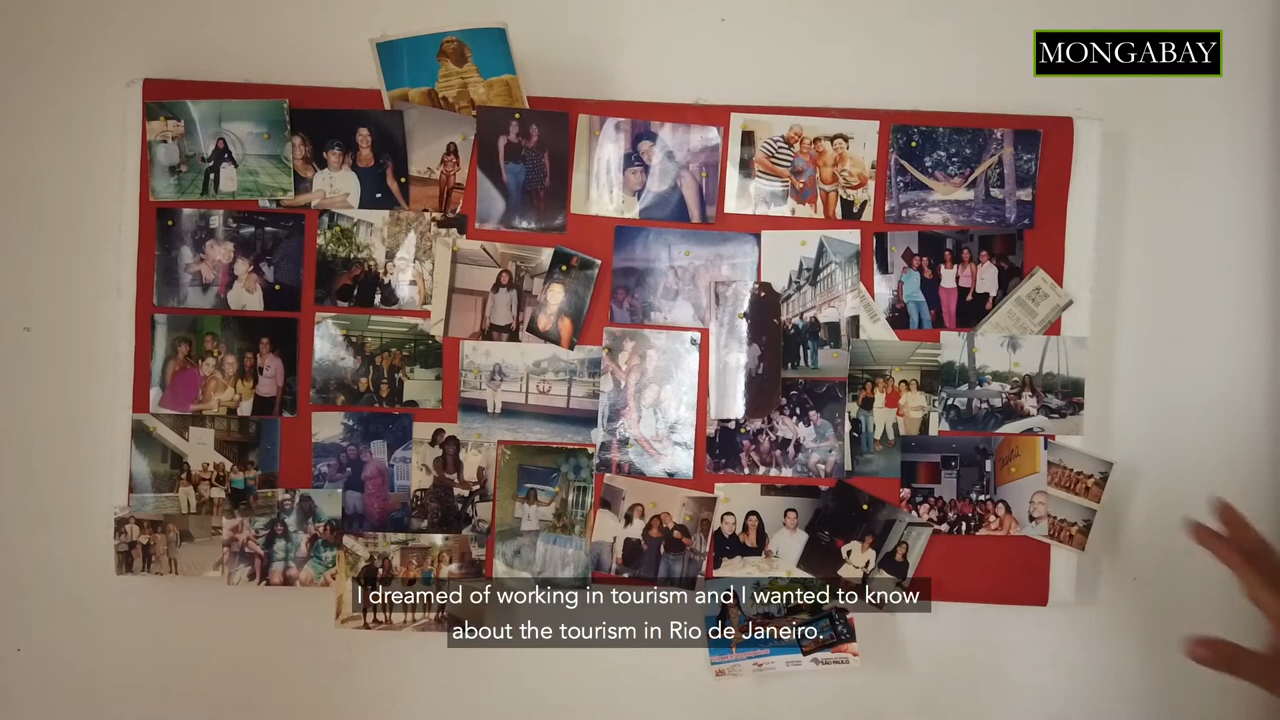 MONGABAY
I dreamed of working in tourism and I wanted to know
about the tourism in Rio de Janeiro.
SÃO PAULO